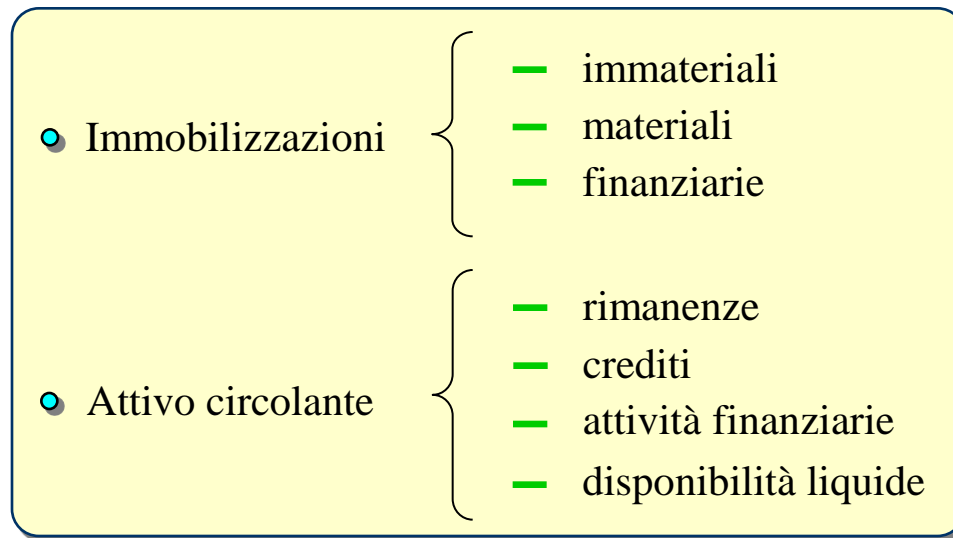 immateriali
Immobilizzazioni
materiali
finanziarie
rimanenze
crediti
Attivo circolante
attività finanziarie
disponibilità liquide